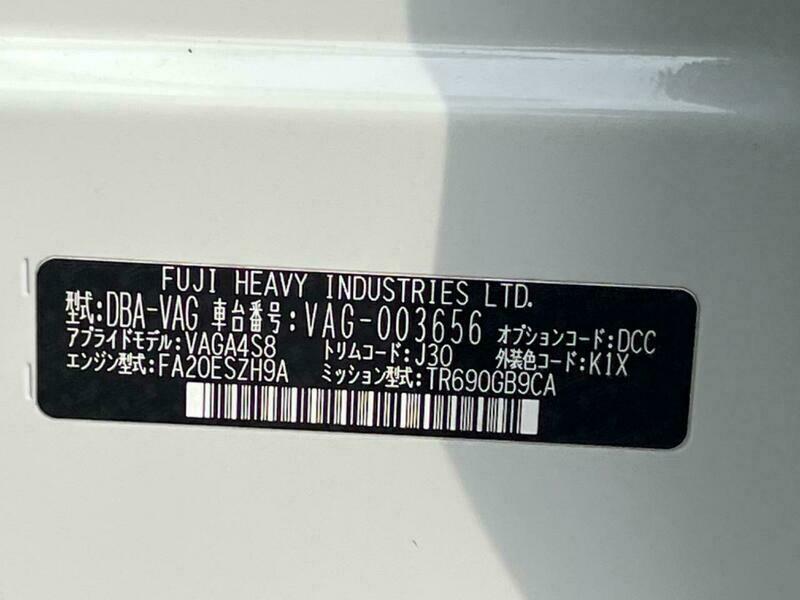 FUJI HEAVY INDUSTRIES LTD.
型式:DBA-VAG 車台番号:VAG-003656 オプションコード:DCC
アプライドモデル:VAGA4S8 トリムコード:J30 外装色コード:K1X
エンジン型式:FA20ESZH9A ミッション型式:TR690GB9CA